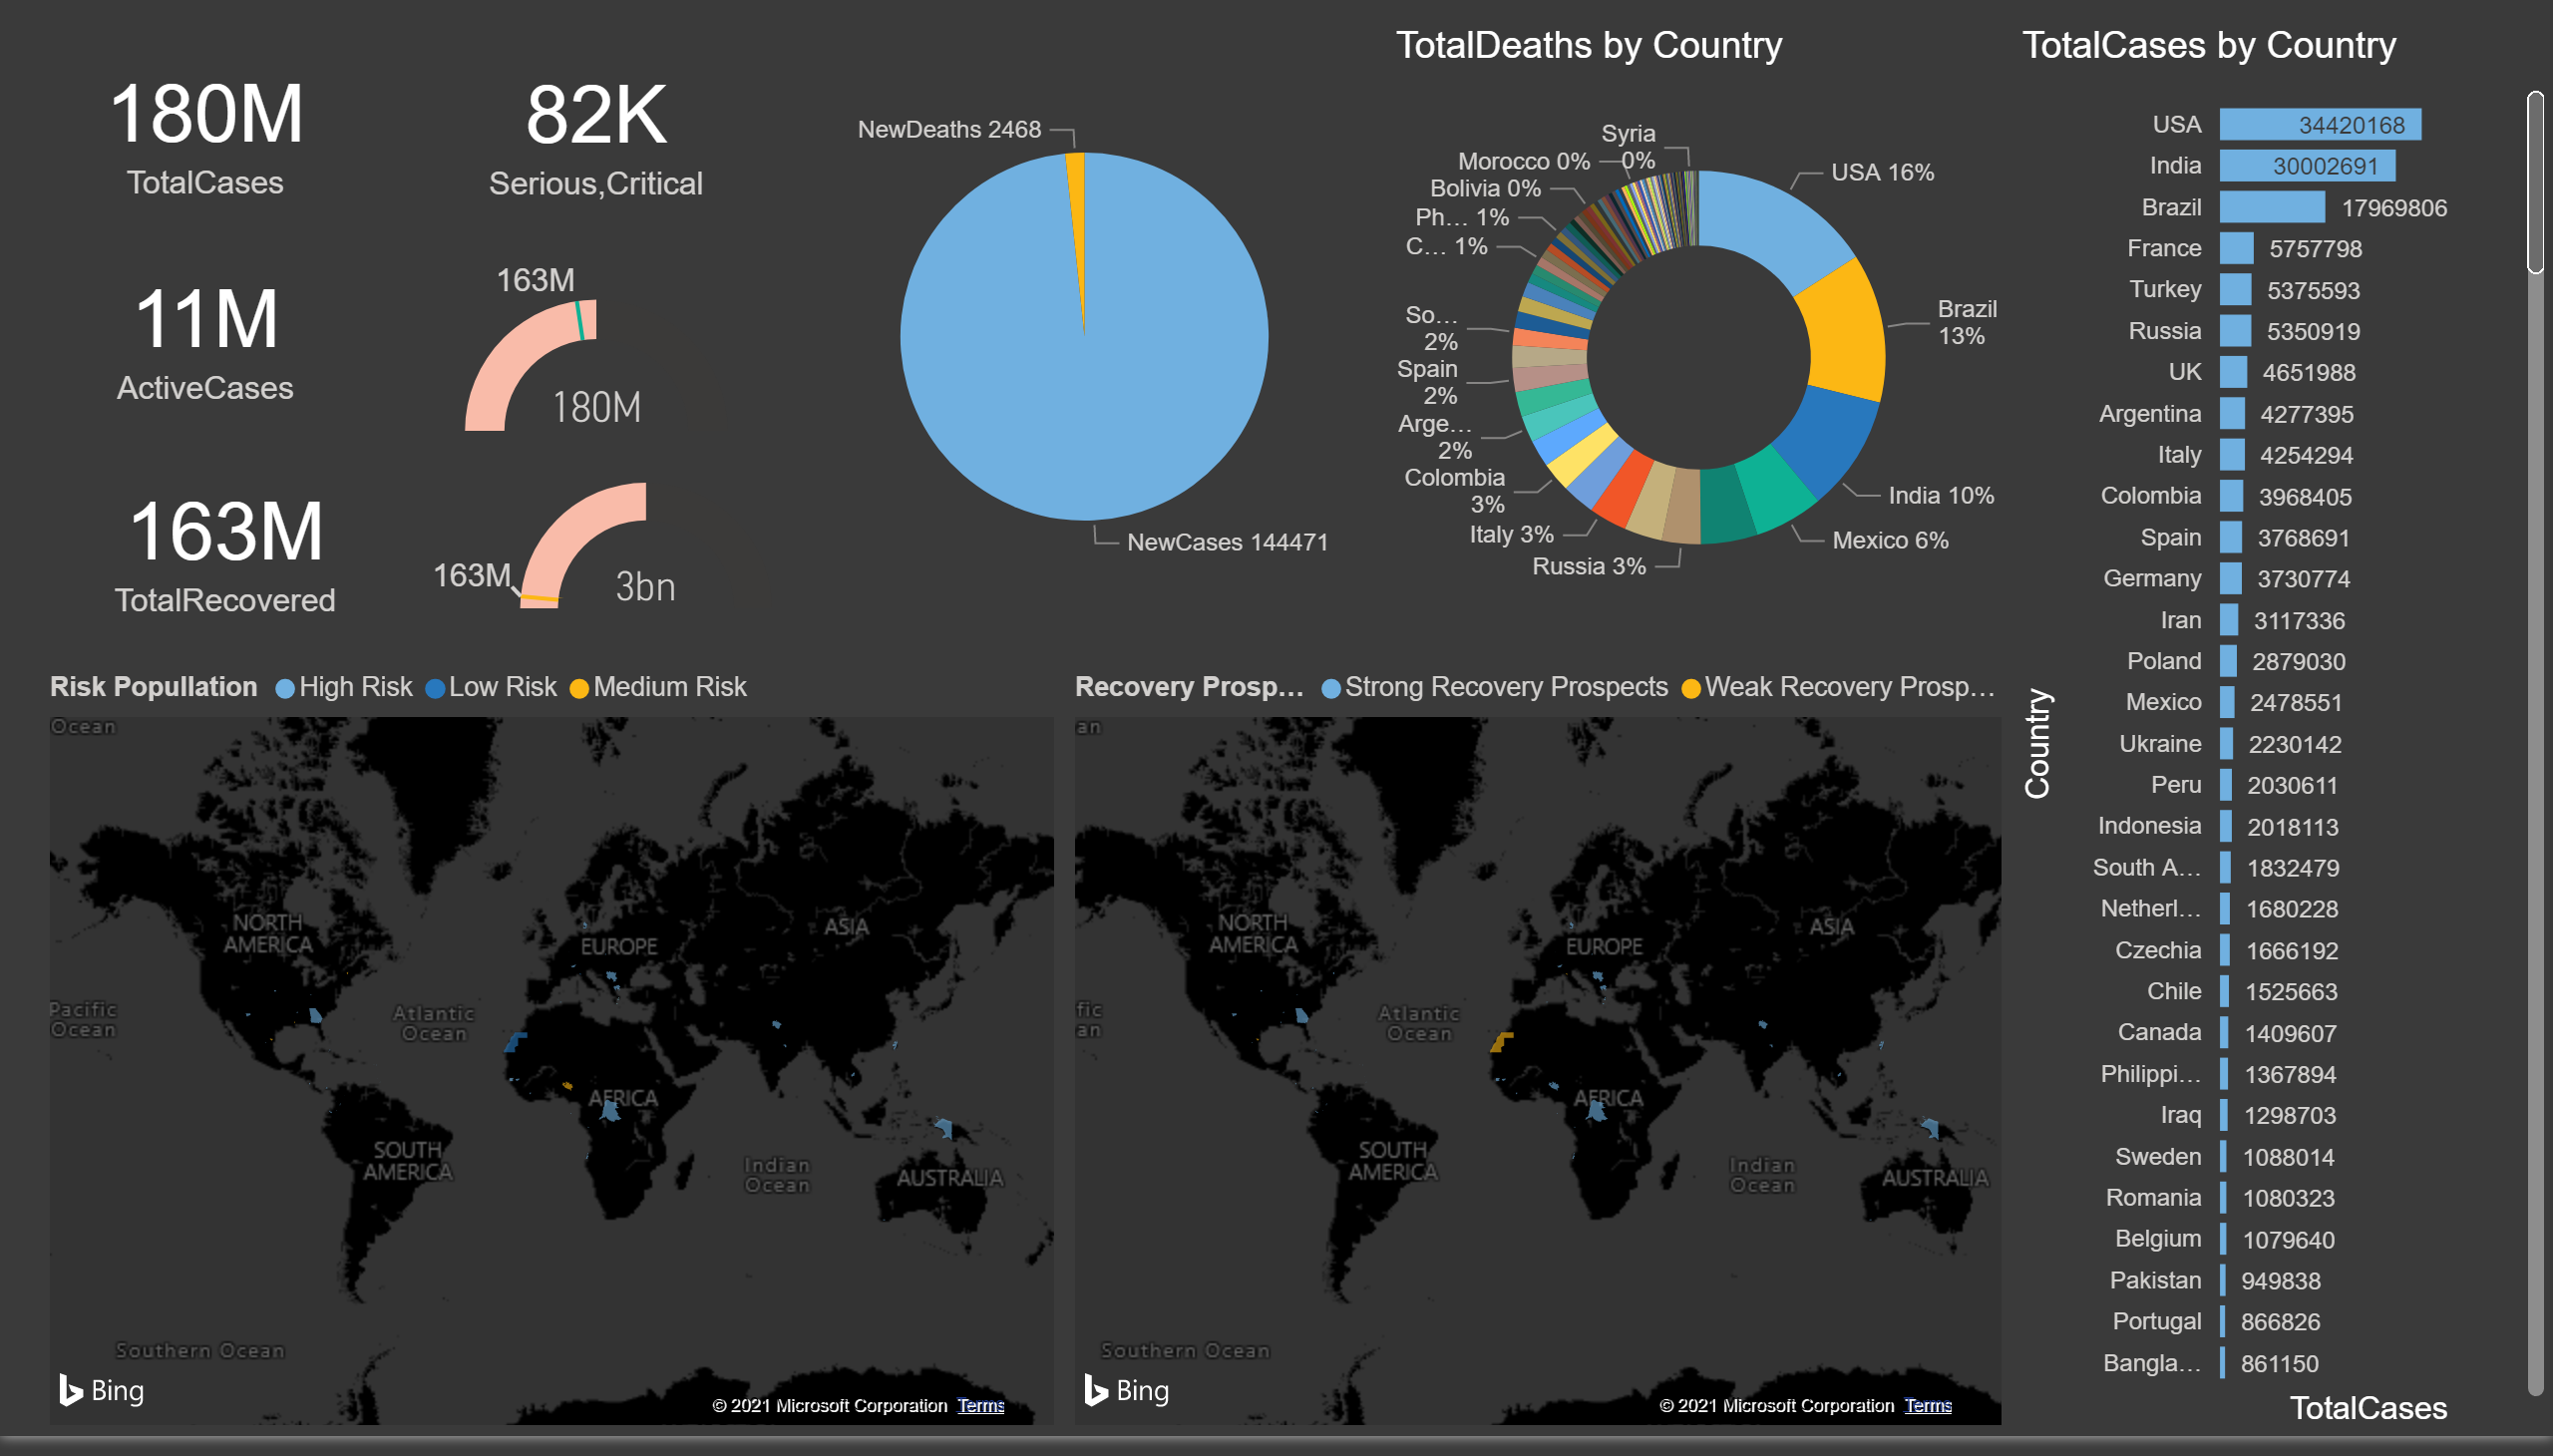 180M
TotalCases
82K
Serious,Critical
11M
ActiveCases
163M
180M
163M
TotalRecovered
163M
3bn
NewDeaths 2468
NewCases 144471
TotalDeaths by Country
Syria
0%
Morocco 0%
Bolivia 0%
Ph... 1%
C... 1%
So...
2%
Spain
2%
Arge...
2%
Colombia
3%
Italy 3%
Russia 3%
USA 16%
Brazil
13%
India 10%
Mexico 6%
TotalCases by Country
Country
USA 34420168
India 30002691
Brazil 17969806
France 5757798
Turkey 5375593
Russia 5350919
UK 4651988
Argentina 4277395
Italy 4254294
Colombia 3968405
Spain 3768691
Germany 3730774
Iran 3117336
Poland 2879030
Mexico 2478551
Ukraine 2230142
Peru 2030611
Indonesia 2018113
South A... 1832479
Netherl... 1680228
Czechia 1666192
Chile 1525663
Canada 1409607
Philippi... 1367894
Iraq 1298703
Sweden 1088014
Romania 1080323
Belgium 1079640
Pakistan 949838
Portugal 866826
Bangla... 861150
TotalCases
Risk Popullation High Risk Low Risk Medium Risk
Ocean
NORTH
AMERICA
EUROPE
ASIA
Pacific
Ocean
Atlantic
Ocean
AFRICA
SOUTH
AMERICA
Indian
Ocean
AUSTRALIA
Southern Ocean
Bing
© 2021 Microsoft Corporation Terms
Recovery Prosp... Strong Recovery Prospects Weak Recovery Prosp...
an
NORTH
AMERICA
EUROPE
ASIA
fic
an
Atlantic
Ocean
AFRICA
SOUTH
AMERICA
Indian
Ocean
AUSTRALIA
Southern Ocean
Bing
© 2021 Microsoft Corporation Terms